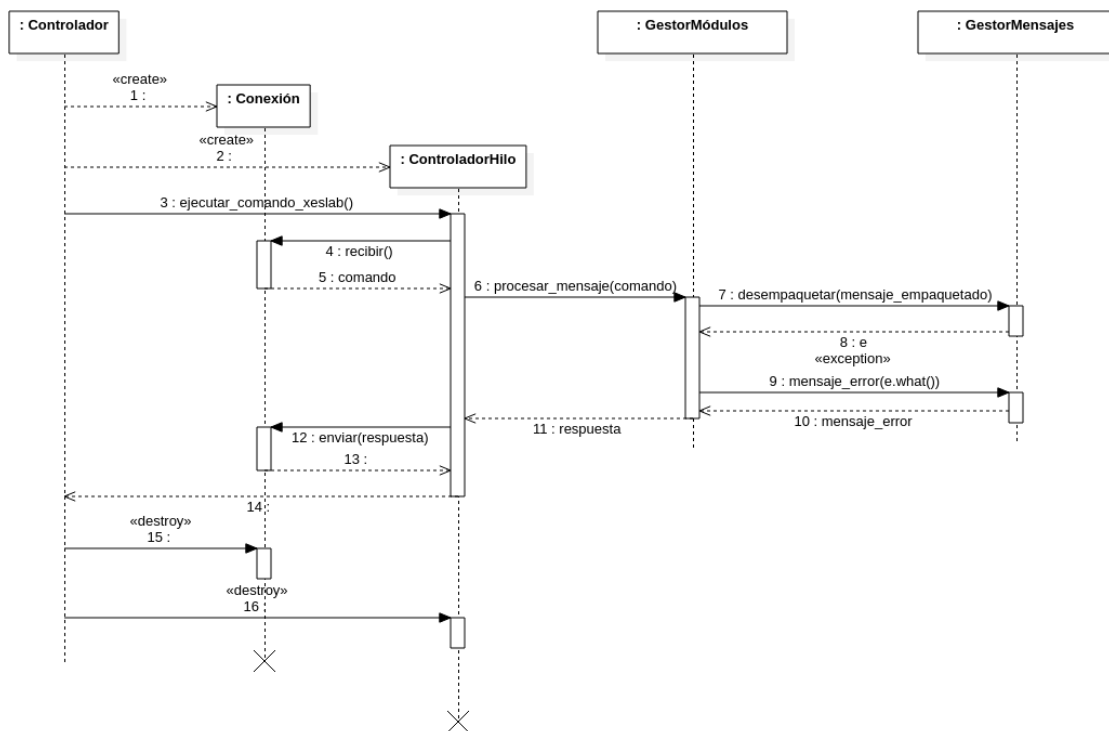 : Controlador
: GestorMódulos
: GestorMensajes
«create»
1 :
: Conexión
«create»
2 :
: ControladorHilo
3 : ejecutar_comando_xeslab()
4 : recibir()
5 : comando
6 : procesar_mensaje(comando)
7 : desempaquetar(mensaje_empaquetado)
8 : e
«exception»
9 : mensaje_error(e.what())
10 : mensaje_error
11 : respuesta
12 : enviar(respuesta)
13 :
14 :
«destroy»
15 :
«destroy»
16 :